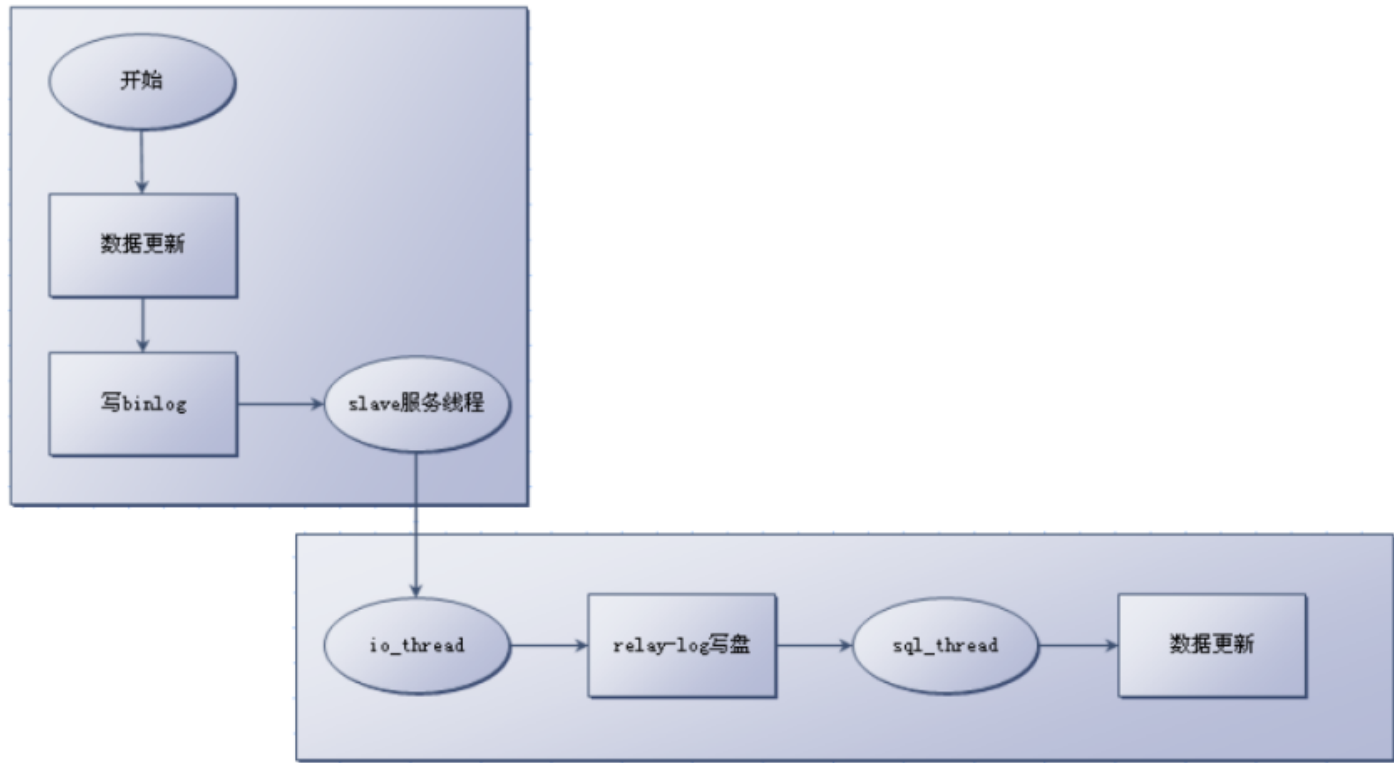 开始
数据更新
写binlog
slave服务线程
io_thread
relay-log写盘
sql_thread
数据更新